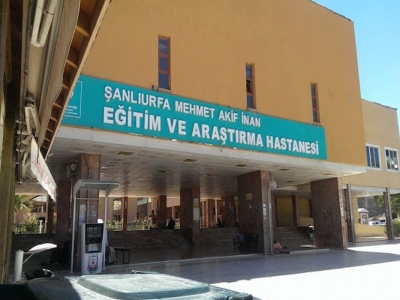 ŞANLIURFA MEHMET AKİF İNAN
EĞİTİM VE ARAŞTIRMA HASTANESİ